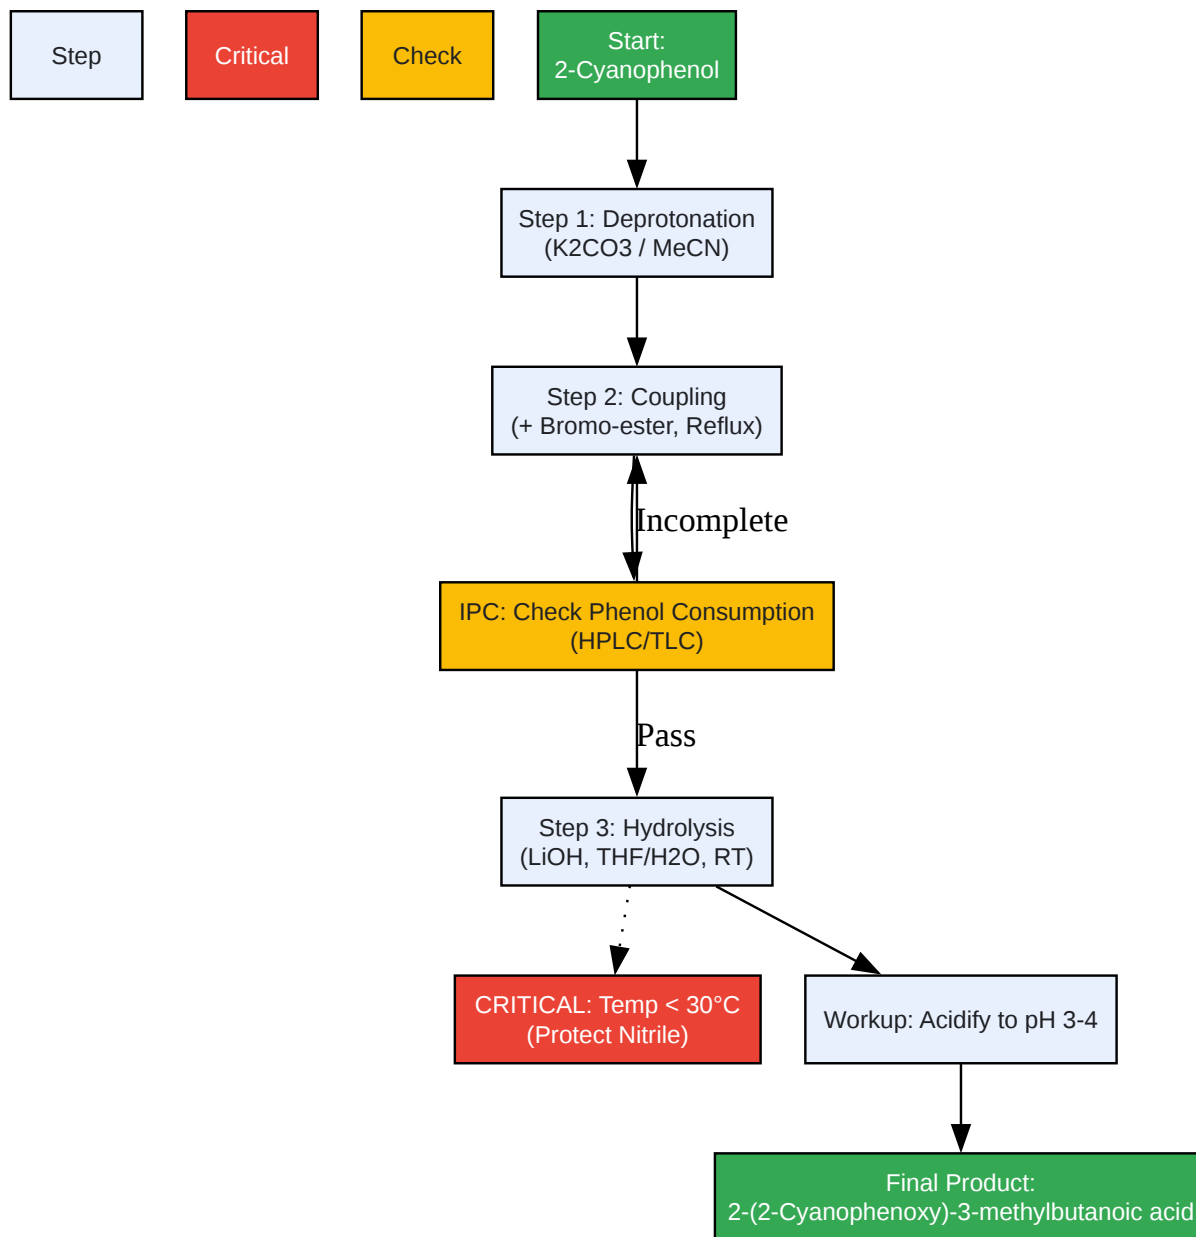 Step
Critical
Check
Start:
2-Cyanophenol
Step 1: Deprotonation
(K2CO3 / MeCN)
Step 2: Coupling
(+ Bromo-ester, Reflux)
Incomplete
IPC: Check Phenol Consumption
(HPLC/TLC)
Pass
Step 3: Hydrolysis
(LiOH, THF/H2O, RT)
CRITICAL: Temp < 30°C
(Protect Nitrile)
Workup: Acidify to pH 3-4
Final Product:
2-(2-Cyanophenoxy)-3-methylbutanoic acid